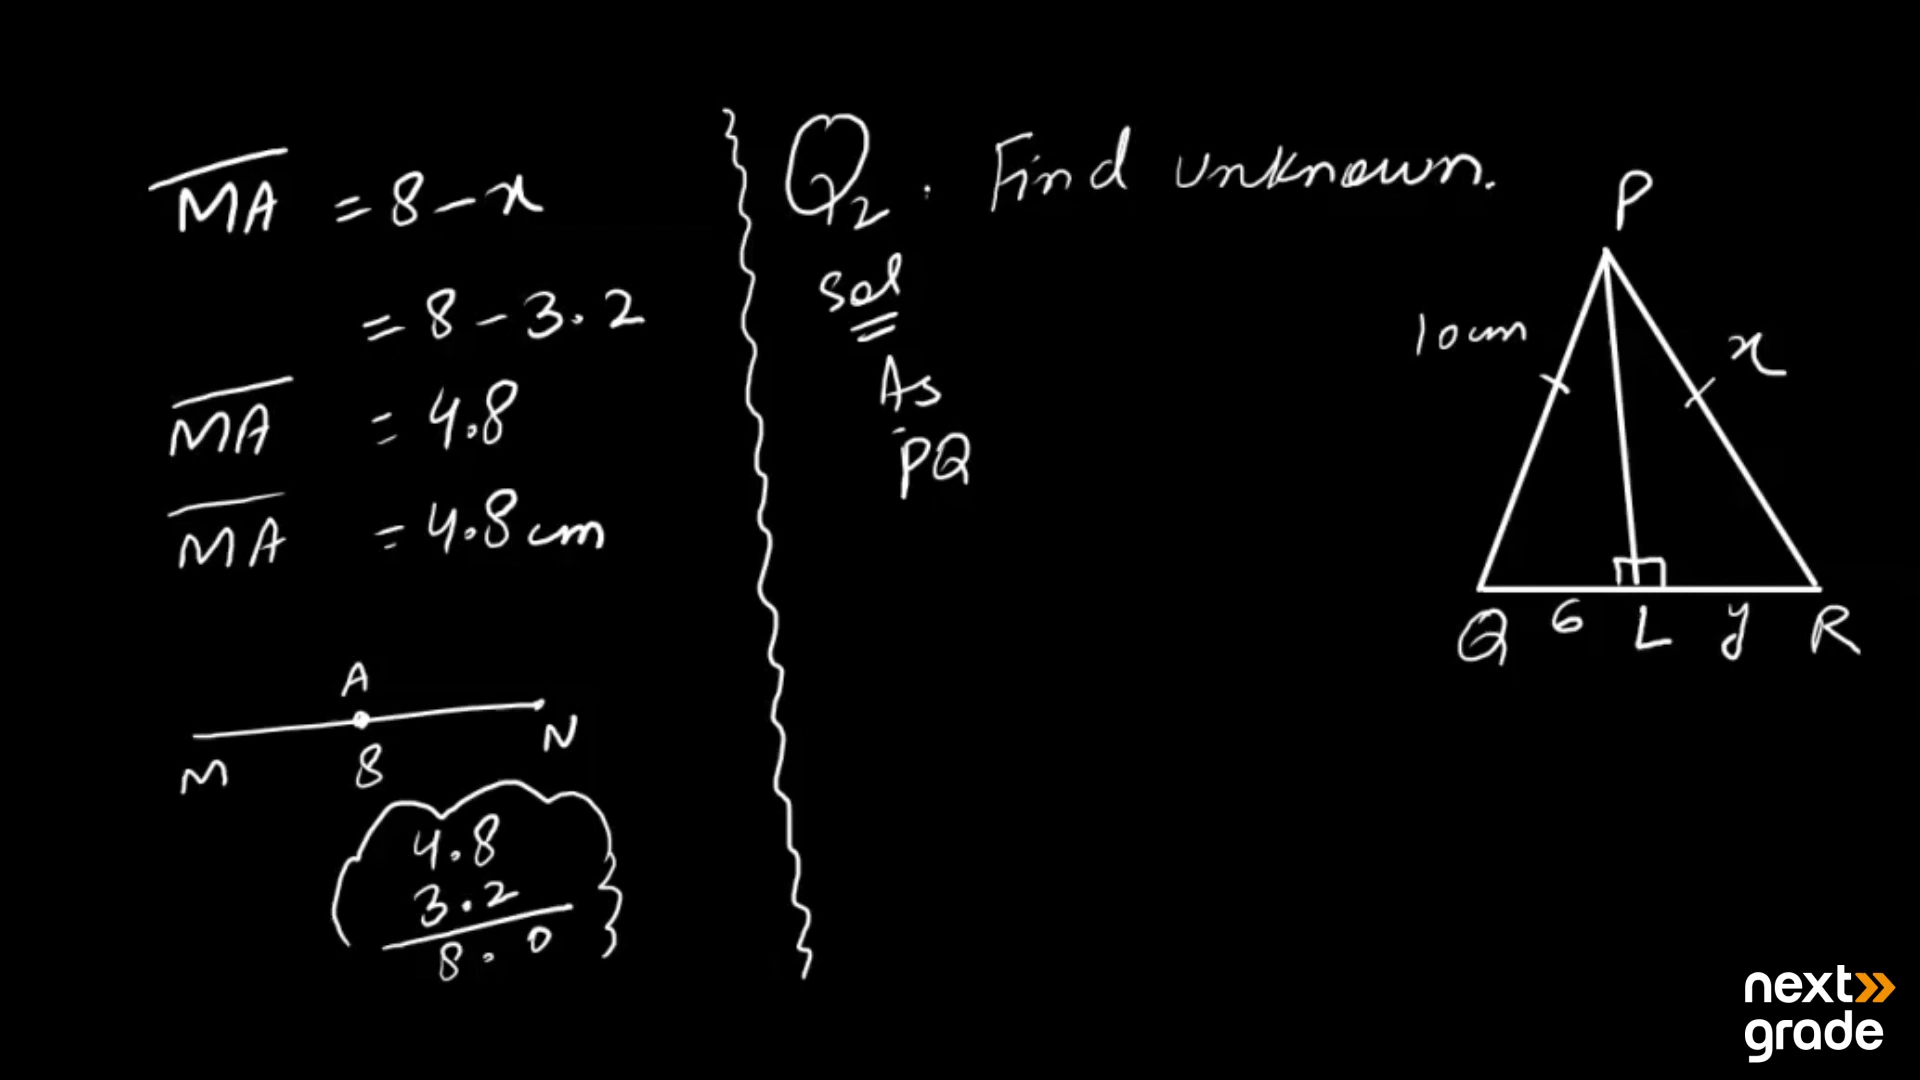 MA = 8 - x
= 8 - 3.2
MA = 4.8
MA = 4.8 cm
A
M 8 N
4.8
3.2
8.0
Q2. Find unknown.
Sol
As
PQ
P
10cm x
Q 6 L y R
next
grade